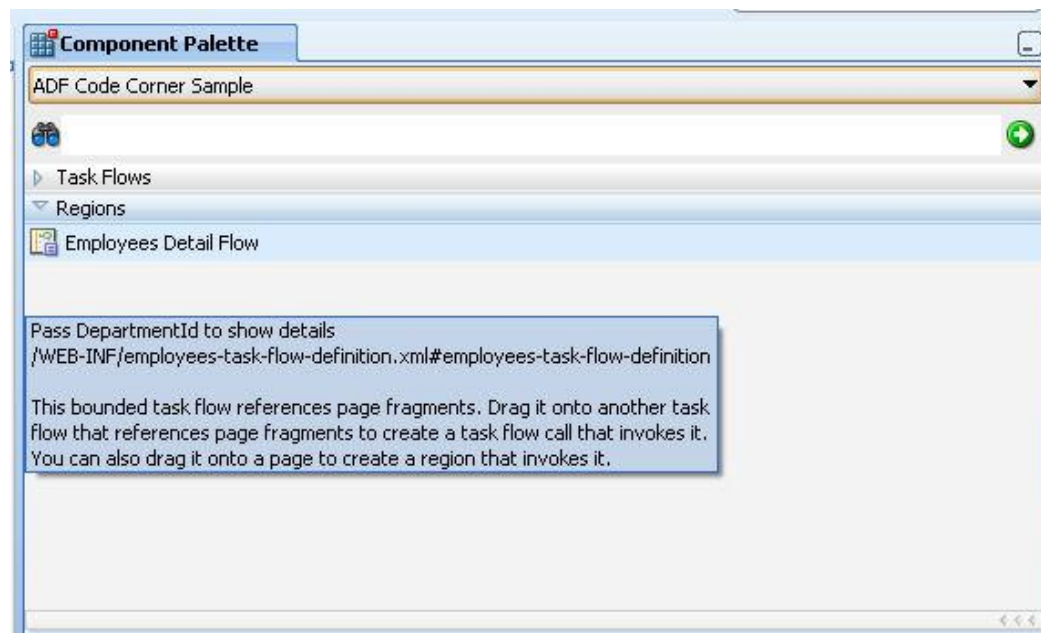 Component Palette
ADF Code Corner Sample
Task Flows
Regions
Employees Detail Flow
Pass DepartmentId to show details
/WEB-INF/employees-task-flow-definition.xml#employees-task-flow-definition
This bounded task flow references page fragments. Drag it onto another task
flow that references page fragments to create a task flow call that invokes it.
You can also drag it onto a page to create a region that invokes it.